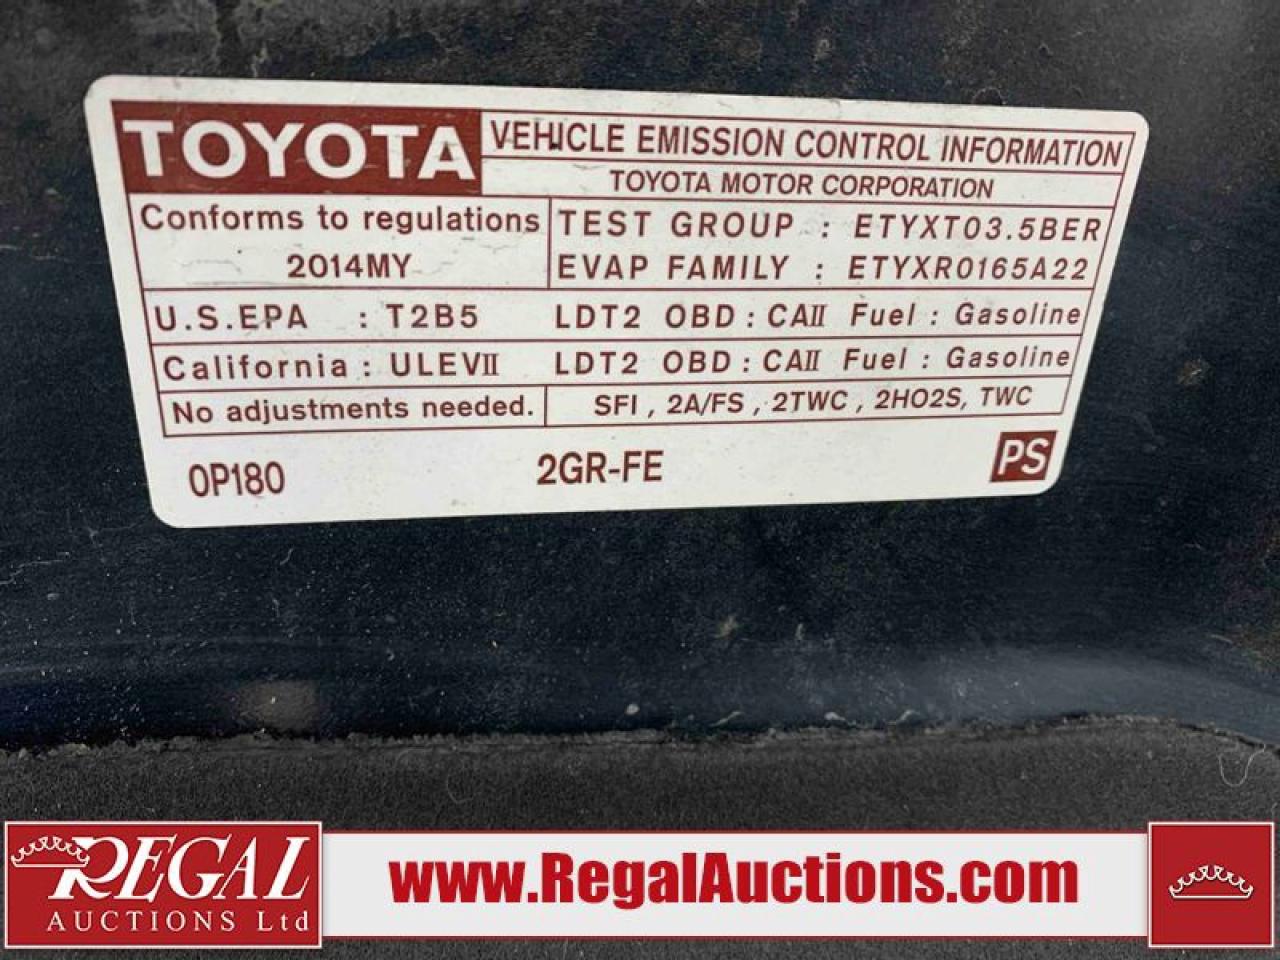 TOYOTA
VEHICLE EMISSION CONTROL INFORMATION
TOYOTA MOTOR CORPORATION
Conforms to regulations
2014MY
TEST GROUP : ETYXT03.5BER
EVAP FAMILY : ETYXR0165A22
U.S.EPA : T2B5 LDT2 OBD : CAII Fuel : Gasoline
California : ULEVII LDT2 OBD : CAII Fuel : Gasoline
No adjustments needed. SFI , 2A/FS , 2TWC , 2HO2S, TWC
0P180 2GR-FE PS
REGAL
AUCTIONS Ltd
www.RegalAuctions.com